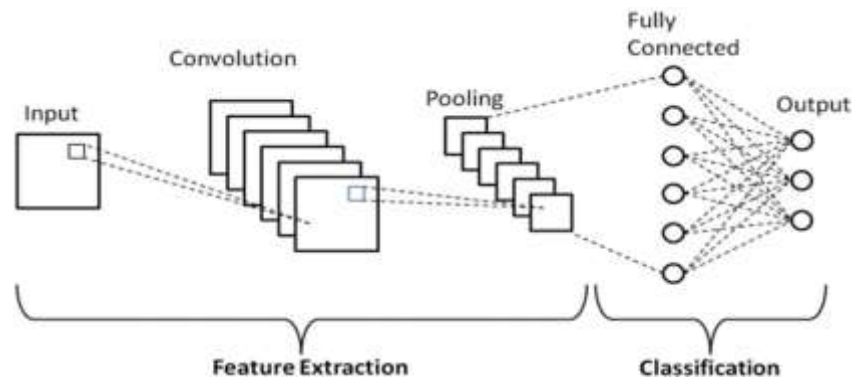 Fully
Connected
Convolution
Pooling
Input
Output
Feature Extraction
Classification